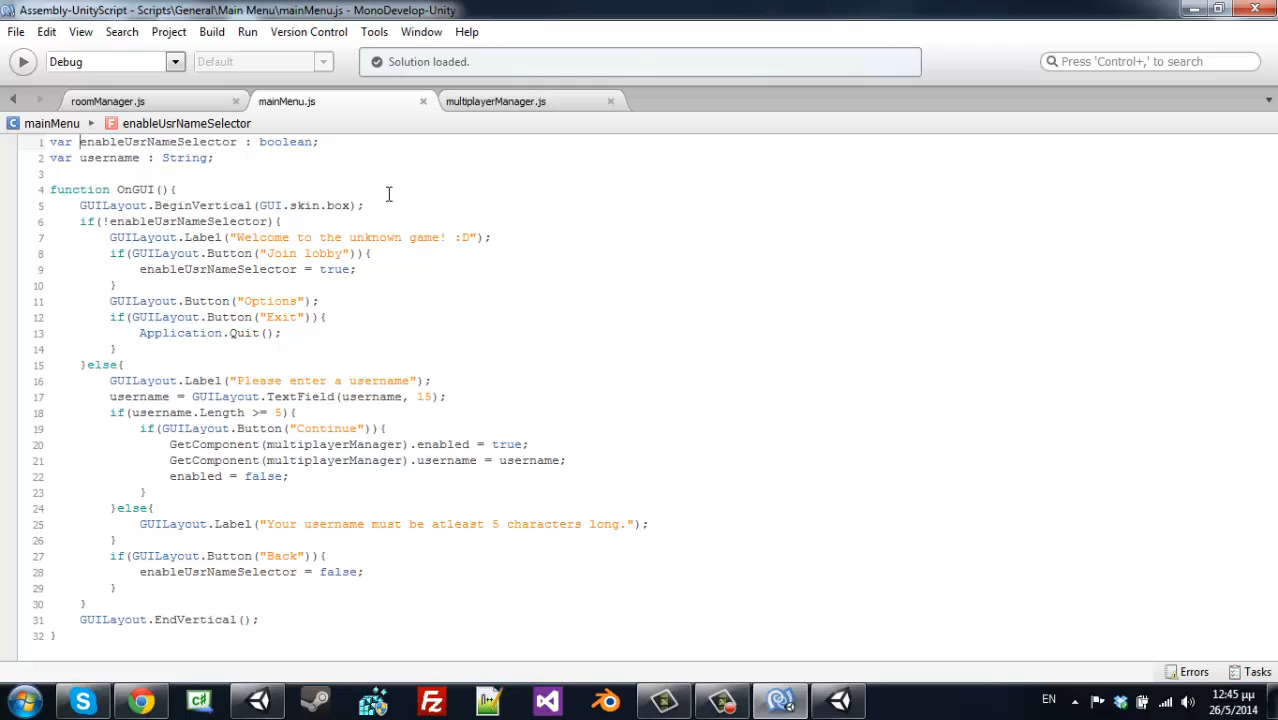 Assembly-UnityScript - Scripts\General\Main Menu\mainMenu.js - MonoDevelop-Unity
File Edit View Search Project Build Run Version Control Tools Window Help
Debug Default Solution loaded. Press 'Control+,' to search
roomManager.js mainMenu.js multiplayerManager.js
C mainMenu F enableUsrNameSelector
1 var enableUsrNameSelector : boolean;
2 var username : String;
3
4 function OnGUI(){
5 GUILayout.BeginVertical(GUI.skin.box);
6 if(!enableUsrNameSelector){
7 GUILayout.Label("Welcome to the unknown game! :D");
8 if(GUILayout.Button("Join lobby")){
9 enableUsrNameSelector = true;
10 }
11 GUILayout.Button("Options");
12 if(GUILayout.Button("Exit")){
13 Application.Quit();
14 }
15 }else{
16 GUILayout.Label("Please enter a username");
17 username = GUILayout.TextField(username, 15);
18 if(username.Length >= 5){
19 if(GUILayout.Button("Continue")){
20 GetComponent(multiplayerManager).enabled = true;
21 GetComponent(multiplayerManager).username = username;
22 enabled = false;
23 }
24 }else{
25 GUILayout.Label("Your username must be atleast 5 characters long.");
26 }
27 if(GUILayout.Button("Back")){
28 enableUsrNameSelector = false;
29 }
30 }
31 GUILayout.EndVertical();
32 }
Errors Tasks
EN 12:45 μμ
26/5/2014